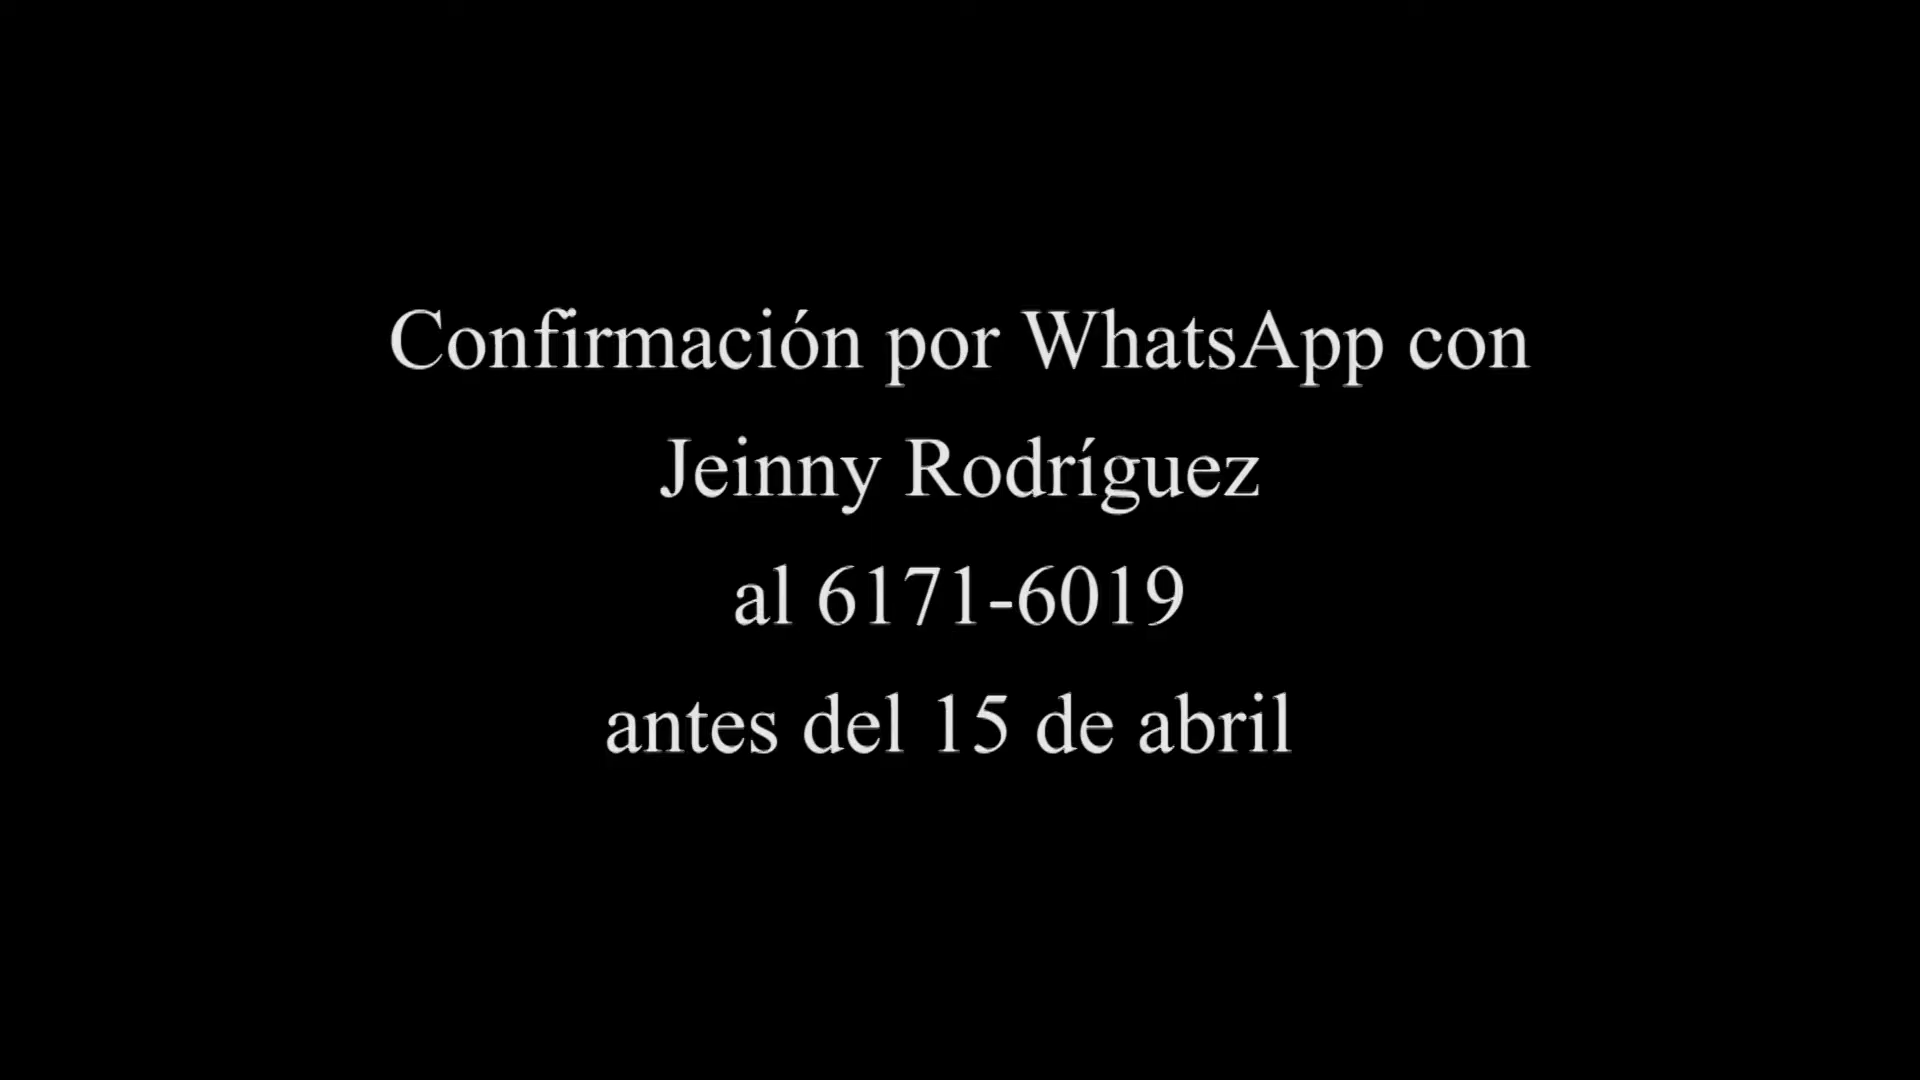 Confirmación por WhatsApp con
Jeinny Rodríguez
al 6171-6019
antes del 15 de abril